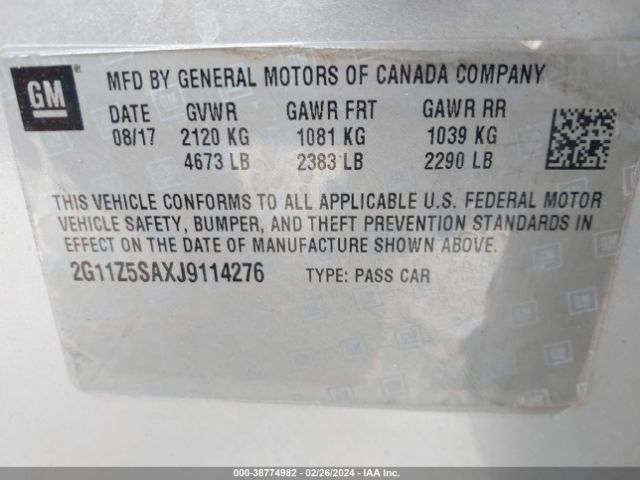 GM ®
MFD BY GENERAL MOTORS OF CANADA COMPANY
DATE GVWR GAWR FRT GAWR RR
08/17 2120 KG 1081 KG 1039 KG
4673 LB 2383 LB 2290 LB
THIS VEHICLE CONFORMS TO ALL APPLICABLE U.S. FEDERAL MOTOR
VEHICLE SAFETY, BUMPER, AND THEFT PREVENTION STANDARDS IN
EFFECT ON THE DATE OF MANUFACTURE SHOWN ABOVE.
2G11Z5SAXJ9114276 TYPE: PASS CAR
000-38774982 - 02/26/2024 - IAAI.COM